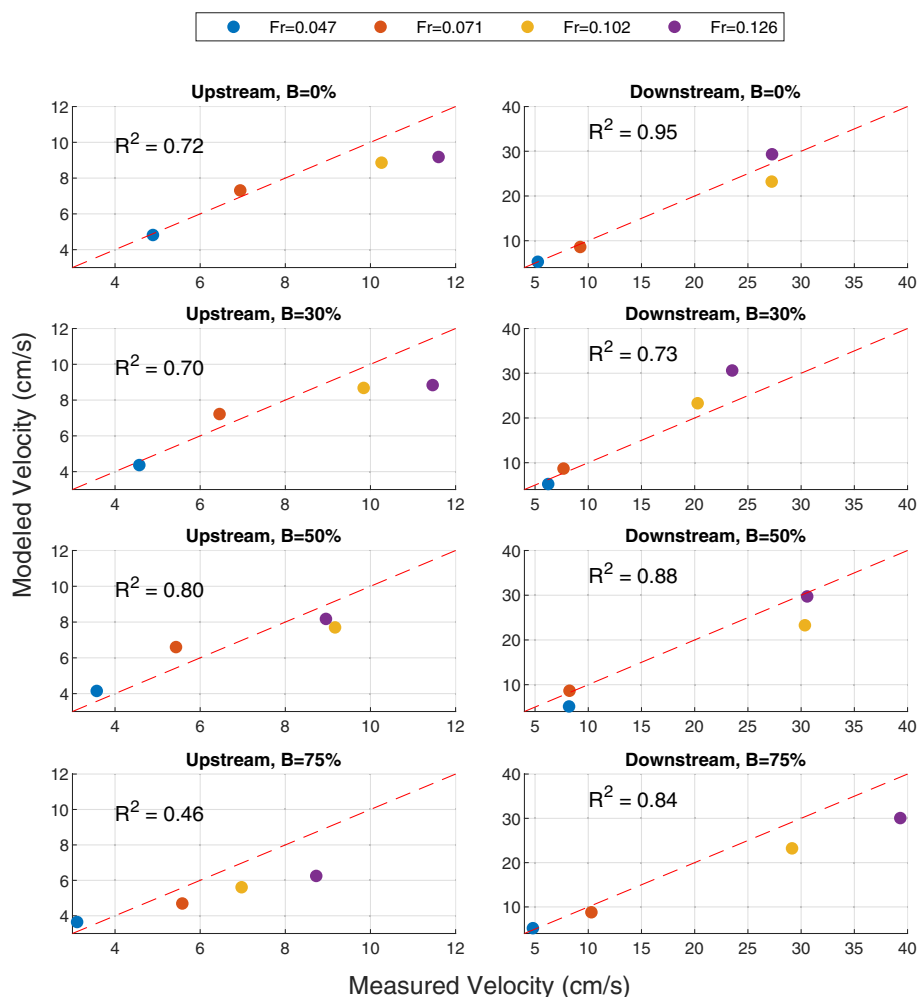 Fr=0.047 Fr=0.071 Fr=0.102 Fr=0.126
Modeled Velocity (cm/s)
Upstream, B=0%
R² = 0.72
12
10
8
6
4
4 6 8 10 12
Downstream, B=0%
R² = 0.95
40
30
20
10
5 10 15 20 25 30 35 40
Upstream, B=30%
R² = 0.70
12
10
8
6
4
4 6 8 10 12
Downstream, B=30%
R² = 0.73
40
30
20
10
5 10 15 20 25 30 35 40
Upstream, B=50%
R² = 0.80
12
10
8
6
4
4 6 8 10 12
Downstream, B=50%
R² = 0.88
40
30
20
10
5 10 15 20 25 30 35 40
Upstream, B=75%
R² = 0.46
12
10
8
6
4
4 6 8 10 12
Downstream, B=75%
R² = 0.84
40
30
20
10
5 10 15 20 25 30 35 40
Measured Velocity (cm/s)